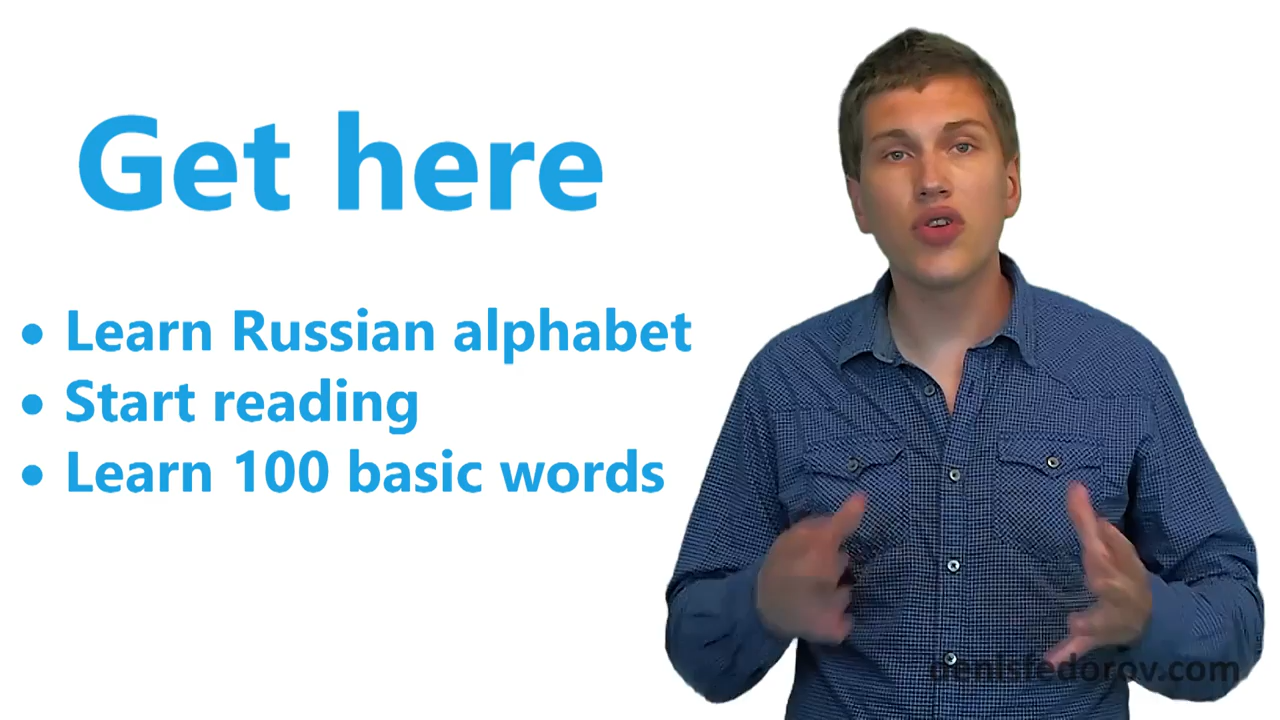 Get here
• Learn Russian alphabet
• Start reading
• Learn 100 basic words
denisfedorov.com